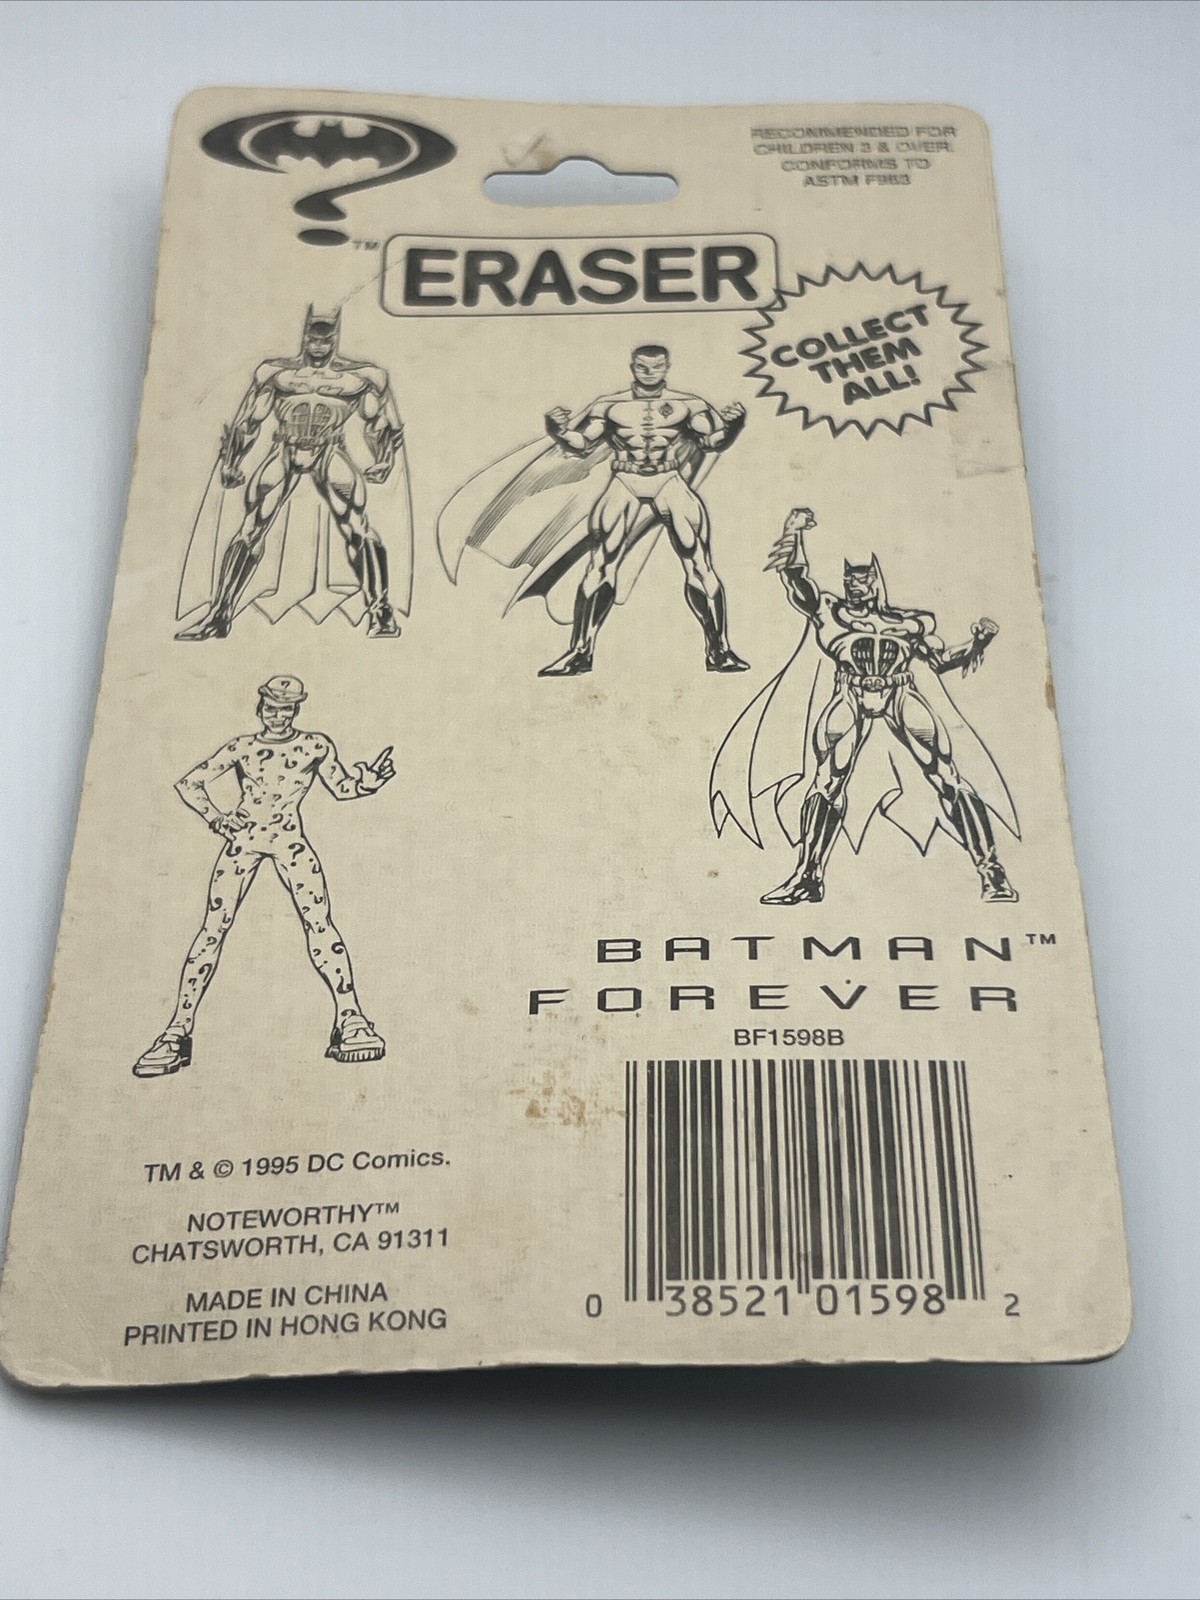 RECOMMENDED FOR
CHILDREN 3 & OVER.
CONFORMS TO
ASTM F963
TM
ERASER
COLLECT
THEM
ALL!
BATMAN™
FOREVER
BF1598B
TM & © 1995 DC Comics.
NOTEWORTHY™
CHATSWORTH, CA 91311
MADE IN CHINA
PRINTED IN HONG KONG
0 38521 01598 2